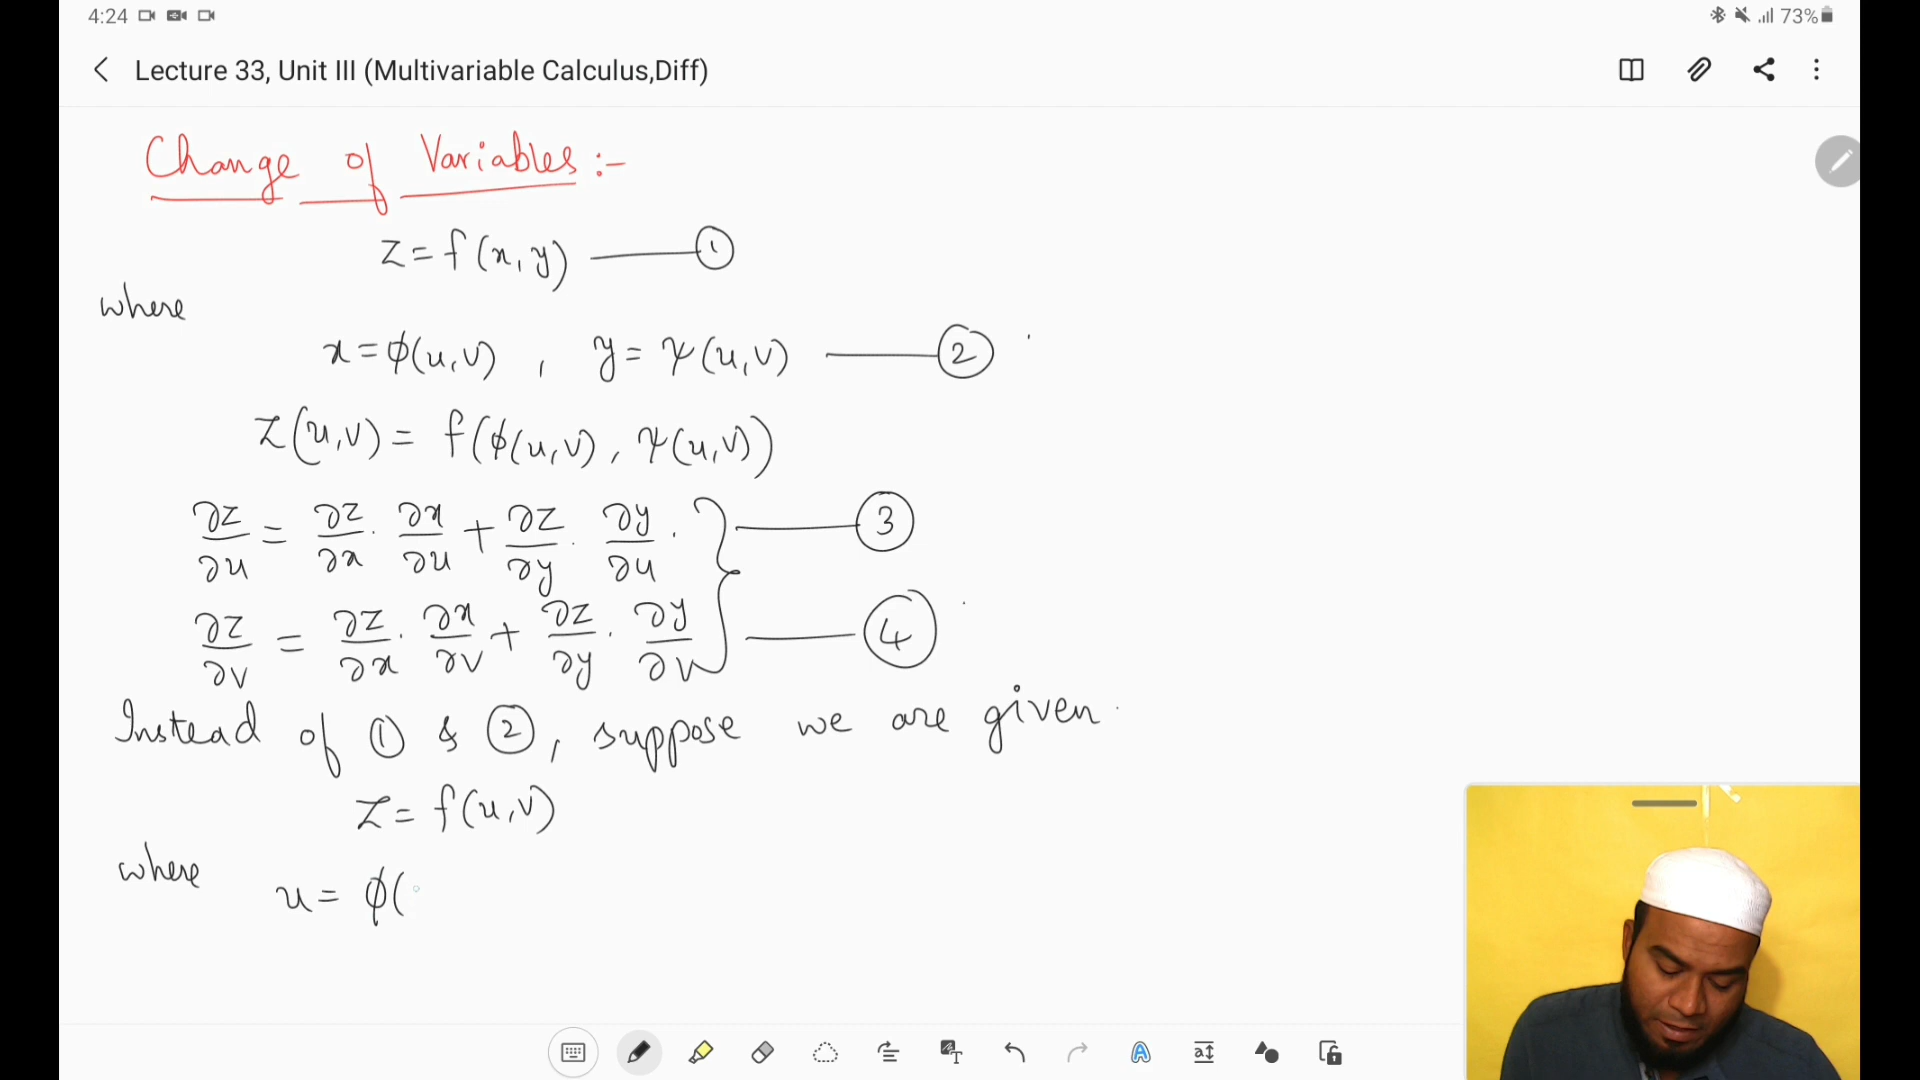 4:24 73%
Lecture 33, Unit III (Multivariable Calculus,Diff)
Change of Variables :-
z = f(x, y) ——— ①
where
x = ϕ(u, v) , y = ψ(u, v) ——— ②
z(u, v) = f(ϕ(u, v), ψ(u, v))
∂z/∂u = ∂z/∂x · ∂x/∂u + ∂z/∂y · ∂y/∂u · } ——— ③
∂z/∂v = ∂z/∂x · ∂x/∂v + ∂z/∂y · ∂y/∂v } ——— ④
Instead of ① & ②, suppose we are given
z = f(u, v)
where u = ϕ(